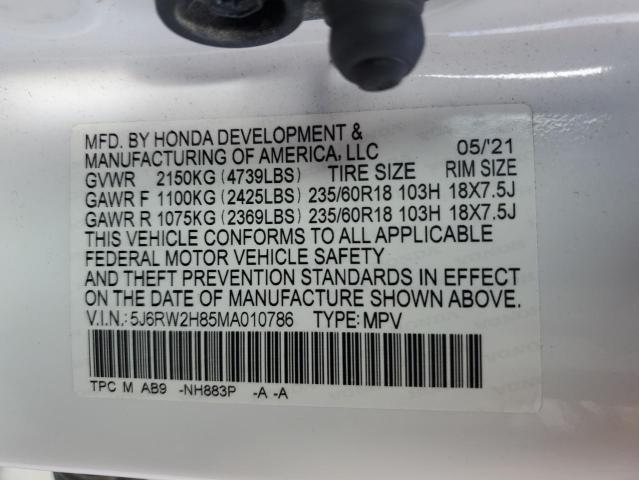 MFD. BY HONDA DEVELOPMENT &
MANUFACTURING OF AMERICA, LLC 05/'21
GVWR 2150KG (4739LBS) TIRE SIZE RIM SIZE
GAWR F 1100KG (2425LBS) 235/60R18 103H 18X7.5J
GAWR R 1075KG (2369LBS) 235/60R18 103H 18X7.5J
THIS VEHICLE CONFORMS TO ALL APPLICABLE
FEDERAL MOTOR VEHICLE SAFETY
AND THEFT PREVENTION STANDARDS IN EFFECT
ON THE DATE OF MANUFACTURE SHOWN ABOVE.
V.I.N.: 5J6RW2H85MA010786 TYPE: MPV
TPC M AB9 -NH883P -A -A